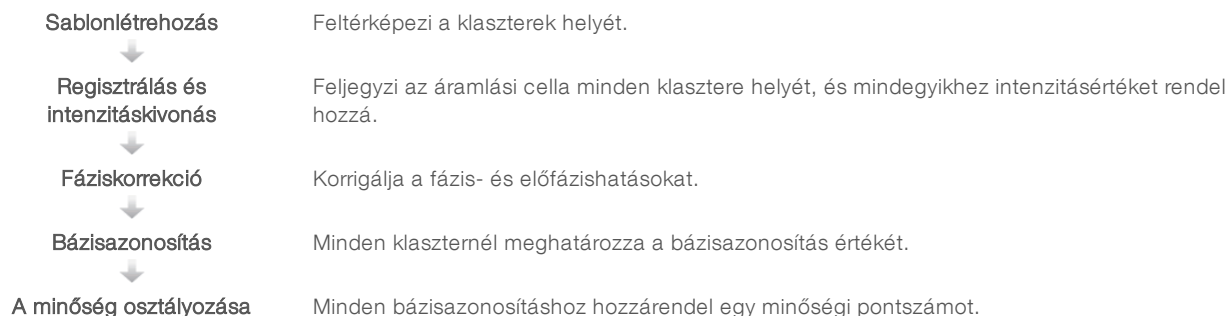 Sablonlétrehozás
Feltérképezi a klaszterek helyét.
Regisztrálás és
intenzitáskivonás
Feljegyzi az áramlási cella minden klasztere helyét, és mindegyikhez intenzitásértéket rendel
hozzá.
Fáziskorrekció
Korrigálja a fázis- és előfázishatásokat.
Bázisazonosítás
Minden klaszternél meghatározza a bázisazonosítás értékét.
A minőség osztályozása
Minden bázisazonosításhoz hozzárendel egy minőségi pontszámot.